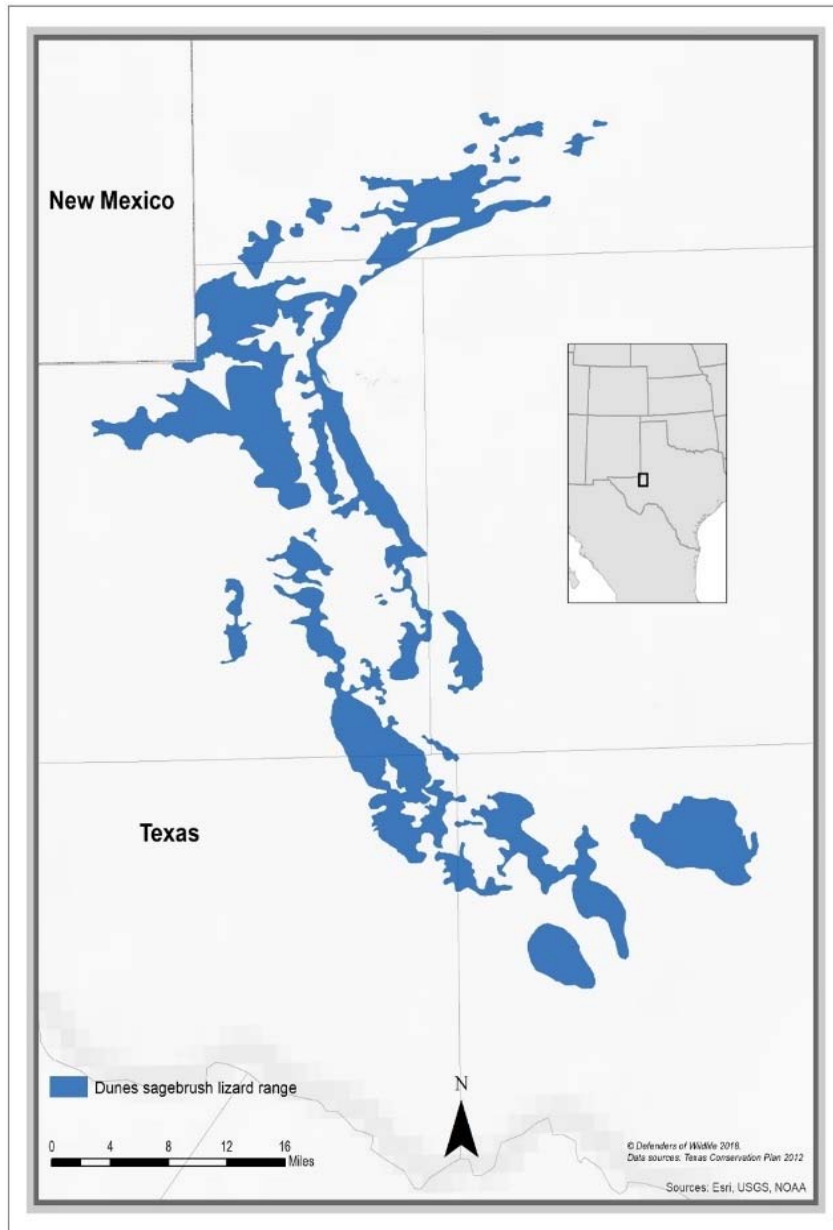 New Mexico
Texas
N
Dunes sagebrush lizard range
0 4 8 12 16
Miles
© Defenders of Wildlife 2018.
Data sources: Texas Conservation Plan 2012
Sources: Esri, USGS, NOAA